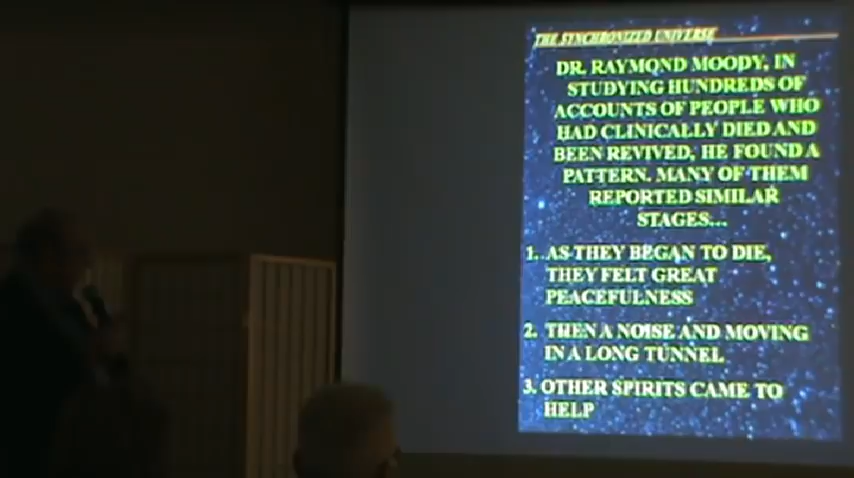 THE SYNCHRONIZED UNIVERSE
DR. RAYMOND MOODY, IN
STUDYING HUNDREDS OF
ACCOUNTS OF PEOPLE WHO
HAD CLINICALLY DIED AND
BEEN REVIVED, HE FOUND A
PATTERN. MANY OF THEM
REPORTED SIMILAR
STAGES...
1. AS THEY BEGAN TO DIE,
THEY FELT GREAT
PEACEFULNESS
2. THEN A NOISE AND MOVING
IN A LONG TUNNEL
3. OTHER SPIRITS CAME TO
HELP